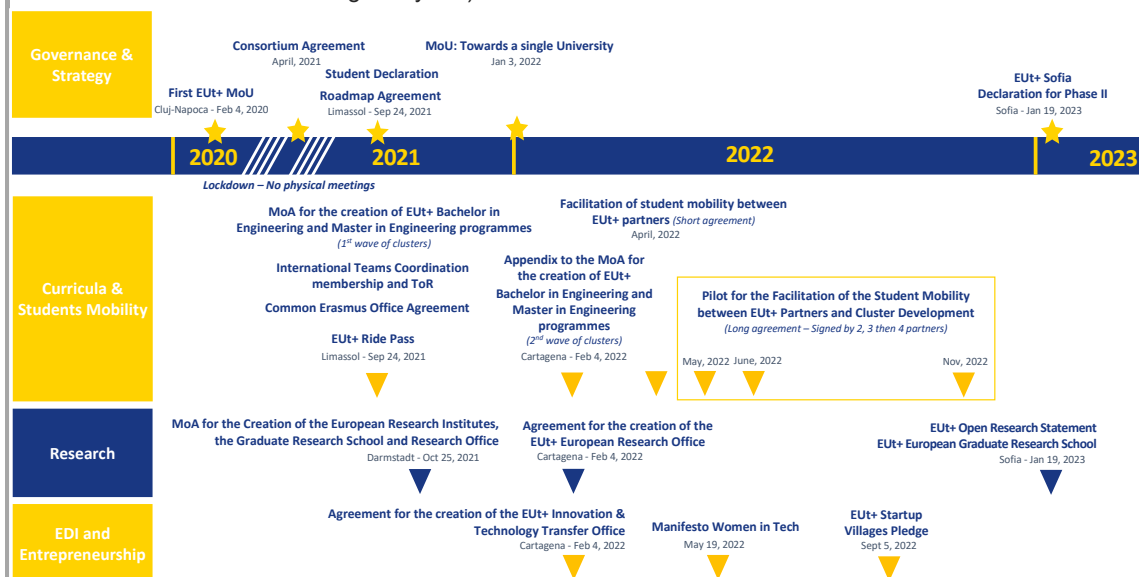 Governance &
Strategy
Consortium Agreement
April, 2021
MoU: Towards a single University
Jan 3, 2022
Student Declaration
Roadmap Agreement
Limassol - Sep 24, 2021
First EUt+ MoU
Cluj-Napoca - Feb 4, 2020
EUt+ Sofia
Declaration for Phase II
Sofia - Jan 19, 2023
2020
2021
2022
2023
Lockdown – No physical meetings
Curricula &
Students Mobility
MoA for the creation of EUt+ Bachelor in
Engineering and Master in Engineering programmes
(1st wave of clusters)
International Teams Coordination
membership and ToR
Common Erasmus Office Agreement
EUt+ Ride Pass
Limassol - Sep 24, 2021
Facilitation of student mobility between
EUt+ partners (Short agreement)
April, 2022
Appendix to the MoA for
the creation of EUt+
Bachelor in Engineering and
Master in Engineering
programmes
(2nd wave of clusters)
Cartagena - Feb 4, 2022
Pilot for the Facilitation of the Student Mobility
between EUt+ Partners and Cluster Development
(Long agreement – Signed by 2, 3 then 4 partners)
May, 2022
June, 2022
Nov, 2022
Research
MoA for the Creation of the European Research Institutes,
the Graduate Research School and Research Office
Darmstadt - Oct 25, 2021
Agreement for the creation of the
EUt+ European Research Office
Cartagena - Feb 4, 2022
EUt+ Open Research Statement
EUt+ European Graduate Research School
Sofia - Jan 19, 2023
EDI and
Entrepreneurship
Agreement for the creation of the EUt+ Innovation &
Technology Transfer Office
Cartagena - Feb 4, 2022
Manifesto Women in Tech
May 19, 2022
EUt+ Startup
Villages Pledge
Sept 5, 2022